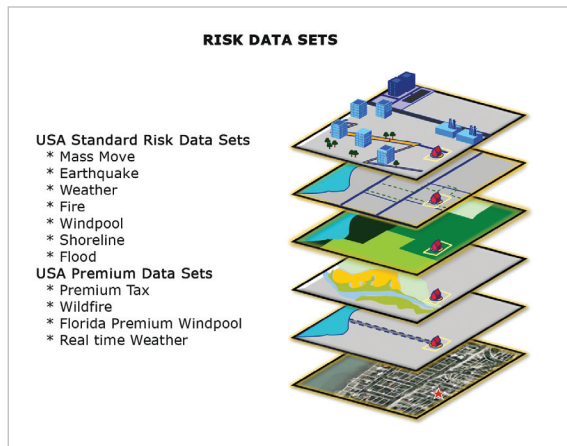 RISK DATA SETS
USA Standard Risk Data Sets
* Mass Move
* Earthquake
* Weather
* Fire
* Windpool
* Shoreline
* Flood
USA Premium Data Sets
* Premium Tax
* Wildfire
* Florida Premium Windpool
* Real time Weather